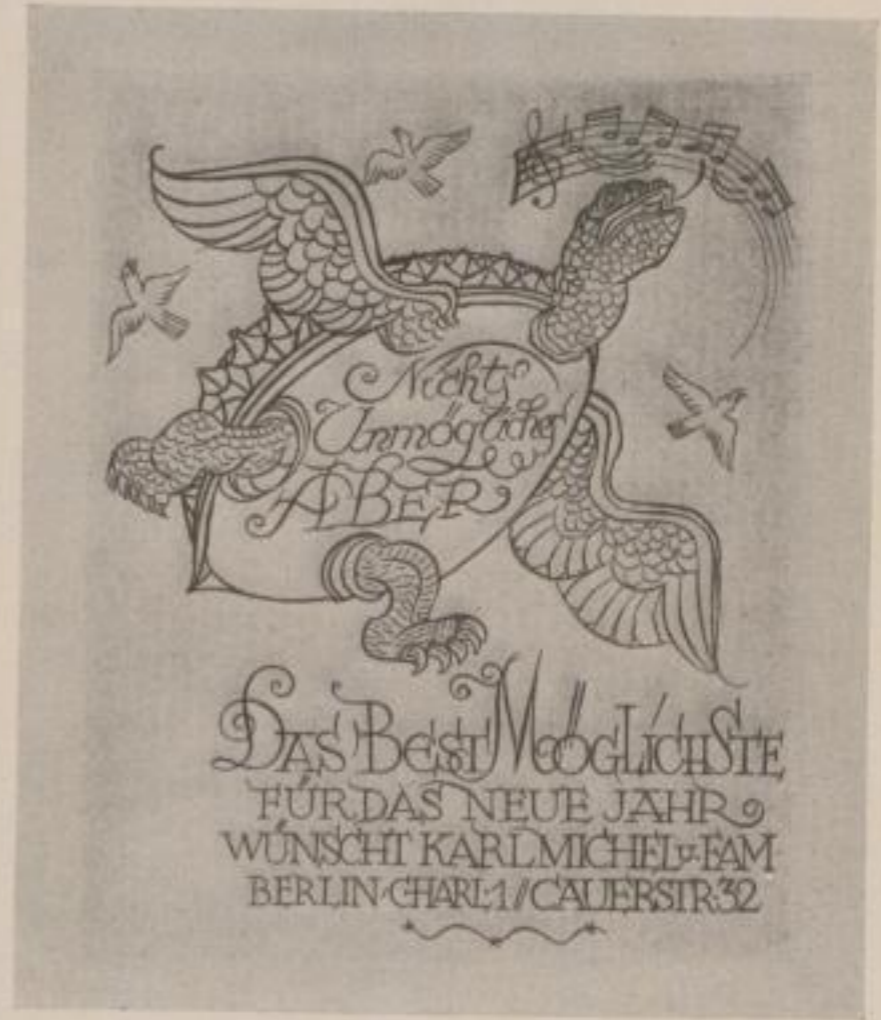 Nichts
Unmögliches
ABER
DAS BESTMÖGLICHSTE
FÜR DAS NEUE JAHR
WÜNSCHT KARL MICHEL u. FAM
BERLIN·CHARL·1//CAUERSTR·32